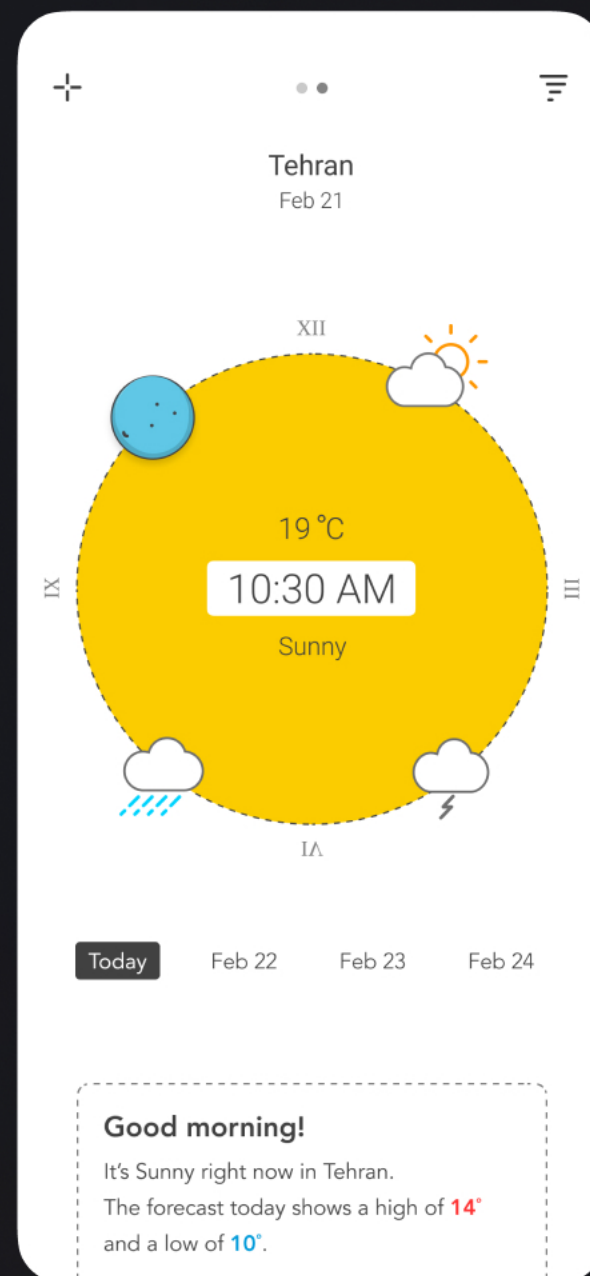 Tehran
Feb 21
XII
19 °C
10:30 AM
Sunny
IX
III
VI
Today
Feb 22
Feb 23
Feb 24
Good morning!
It's Sunny right now in Tehran.
The forecast today shows a high of 14°
and a low of 10°.